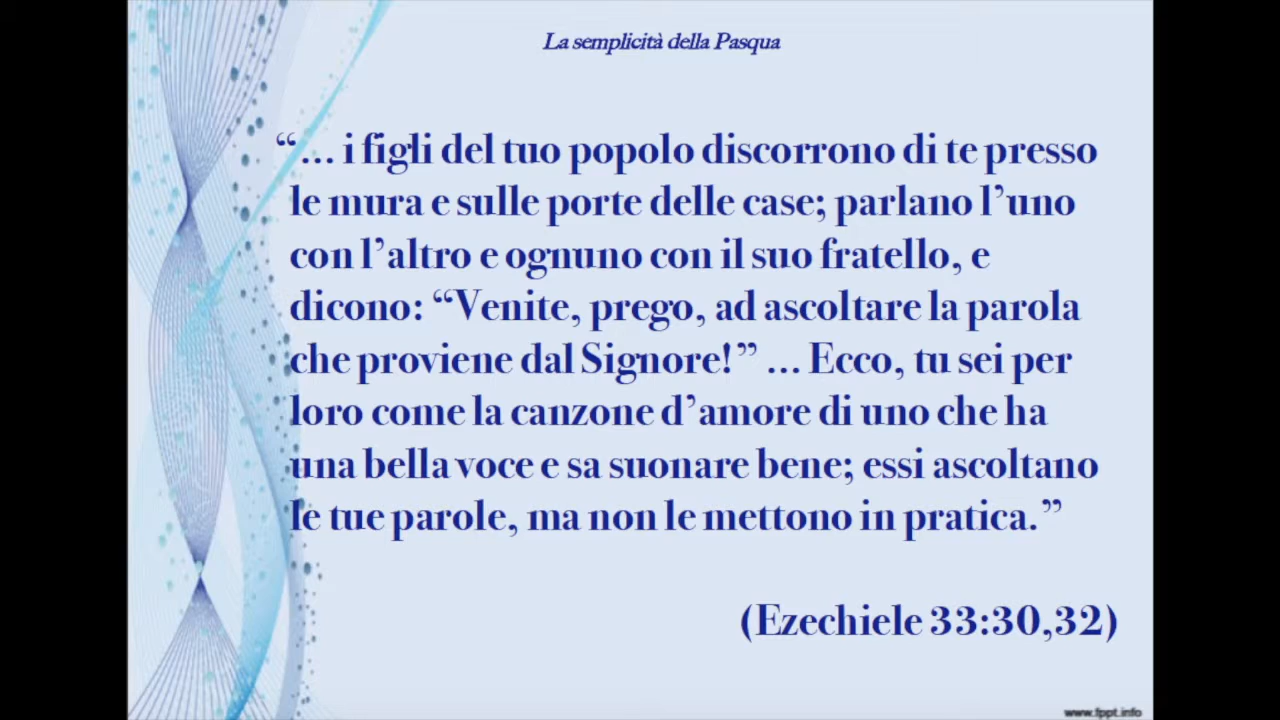 La semplicità della Pasqua
“… i figli del tuo popolo discorrono di te presso
le mura e sulle porte delle case; parlano l’uno
con l’altro e ognuno con il suo fratello, e
dicono: “Venite, prego, ad ascoltare la parola
che proviene dal Signore!” … Ecco, tu sei per
loro come la canzone d’amore di uno che ha
una bella voce e sa suonare bene; essi ascoltano
le tue parole, ma non le mettono in pratica.”
(Ezechiele 33:30,32)
www.fppt.info